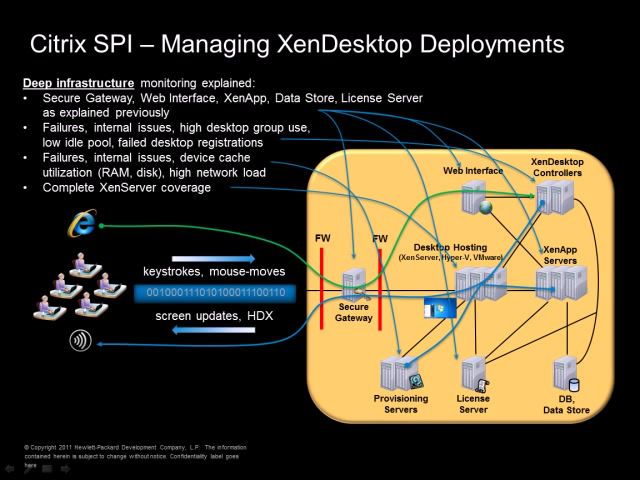 Citrix SPI – Managing XenDesktop Deployments
Deep infrastructure monitoring explained:
• Secure Gateway, Web Interface, XenApp, Data Store, License Server
as explained previously
• Failures, internal issues, high desktop group use,
low idle pool, failed desktop registrations
• Failures, internal issues, device cache
utilization (RAM, disk), high network load
• Complete XenServer coverage
XenDesktop
Controllers
Web Interface
FW
FW
Desktop Hosting
(XenServer, Hyper-V, VMware)
XenApp
Servers
keystrokes, mouse-moves
001000111010100011100110
screen updates, HDX
Secure
Gateway
Provisioning
Servers
License
Server
DB,
Data Store
© Copyright 2011 Hewlett-Packard Development Company, L.P. The information
contained herein is subject to change without notice. Confidentiality label goes
here